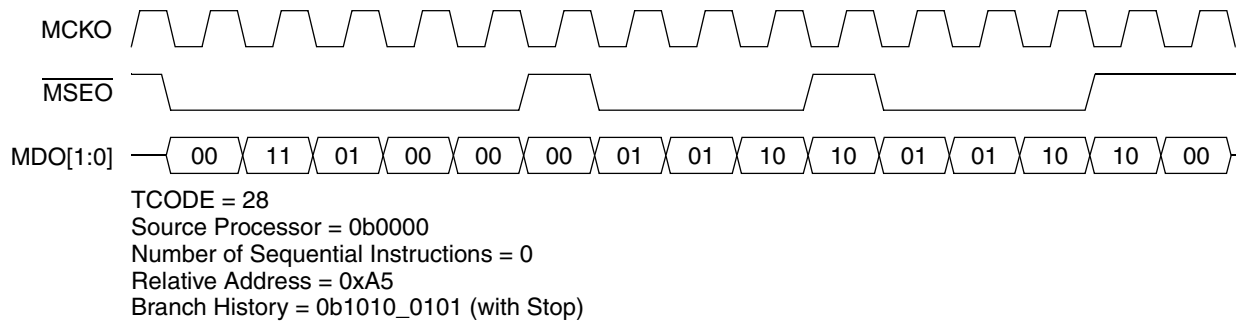 MCKO
MSEO
MDO[1:0] 00 11 01 00 00 00 01 01 10 10 01 01 10 10 00
TCODE = 28
Source Processor = 0b0000
Number of Sequential Instructions = 0
Relative Address = 0xA5
Branch History = 0b1010_0101 (with Stop)